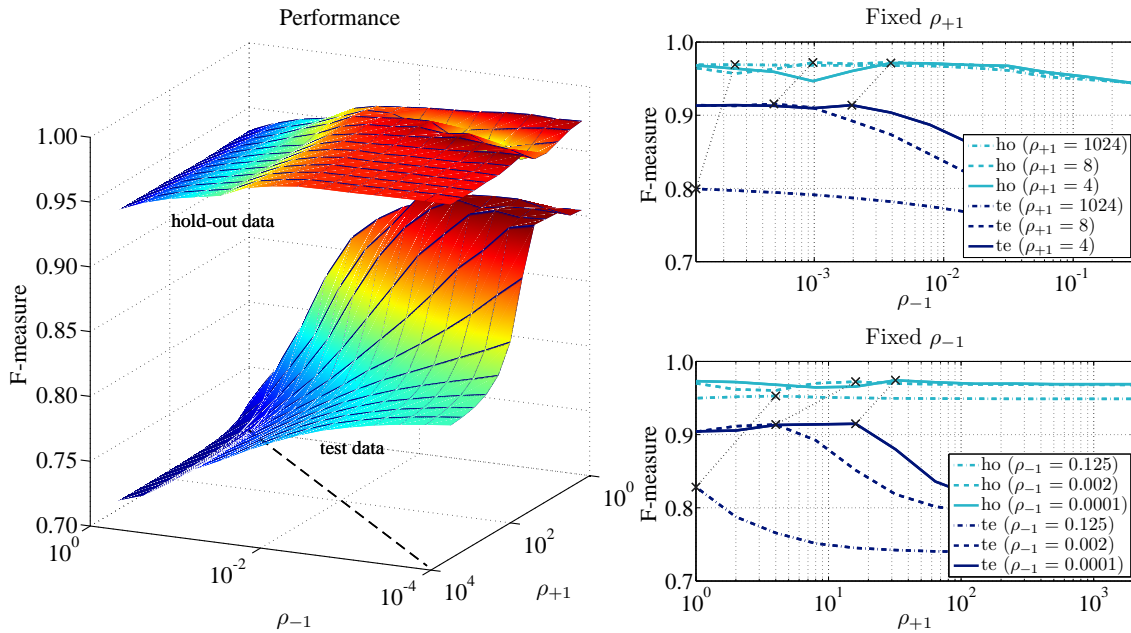 Performance
F-measure
1.00
0.95
0.90
0.85
0.80
0.75
0.70
hold-out data
test data
10^0
10^-2
10^-4
ρ_−1
10^4
10^2
10^0
ρ_+1
Fixed ρ_+1
F-measure
1.0
0.9
0.8
0.7
10^-3
10^-2
10^-1
ρ_−1
ho (ρ_+1 = 1024)
ho (ρ_+1 = 8)
ho (ρ_+1 = 4)
te (ρ_+1 = 1024)
te (ρ_+1 = 8)
te (ρ_+1 = 4)
Fixed ρ_−1
F-measure
1.0
0.9
0.8
0.7
10^0
10^1
10^2
10^3
ρ_+1
ho (ρ_−1 = 0.125)
ho (ρ_−1 = 0.002)
ho (ρ_−1 = 0.0001)
te (ρ_−1 = 0.125)
te (ρ_−1 = 0.002)
te (ρ_−1 = 0.0001)